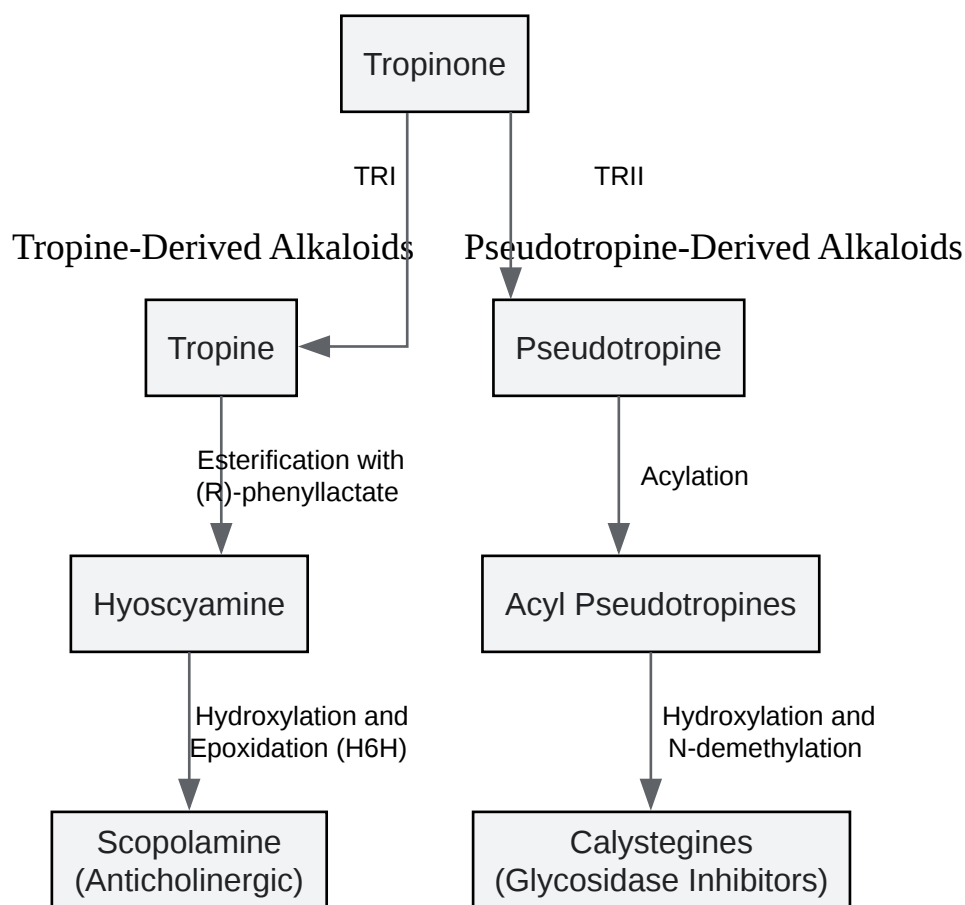 Tropinone
TRI
TRII
Tropine-Derived Alkaloids
Pseudotropine-Derived Alkaloids
Tropine
Pseudotropine
Esterification with
(R)-phenyllactate
Acylation
Hyoscyamine
Acyl Pseudotropines
Hydroxylation and
Epoxidation (H6H)
Hydroxylation and
N-demethylation
Scopolamine
(Anticholinergic)
Calystegines
(Glycosidase Inhibitors)